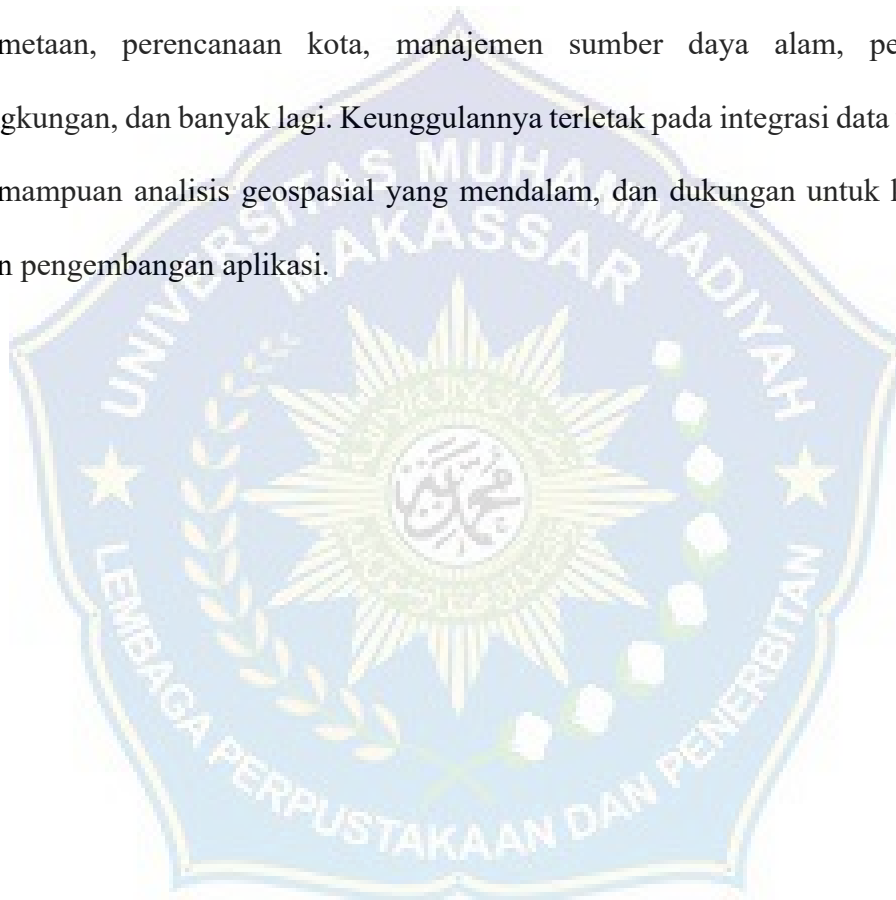 metaan, perencanaan kota, manajemen sumber daya alam, pe
gkungan, dan banyak lagi. Keunggulannya terletak pada integrasi data
mampuan analisis geospasial yang mendalam, dan dukungan untuk
n pengembangan aplikasi.
UNIVERSITAS MUHAMMADIYAH
MAKASSAR
محمدية
LEMBAGA PERPUSTAKAAN DAN PENERBITAN